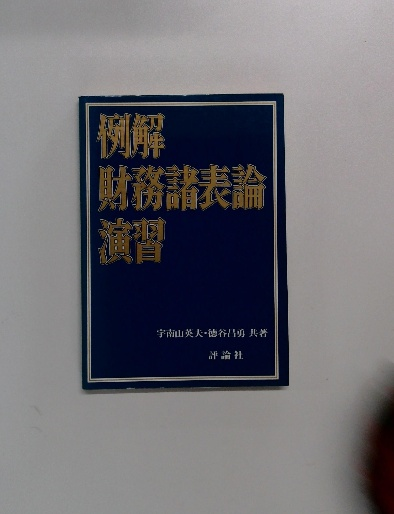 例解
財務諸表論
演習
宇南山英夫・徳谷昌勇 共著
評論社